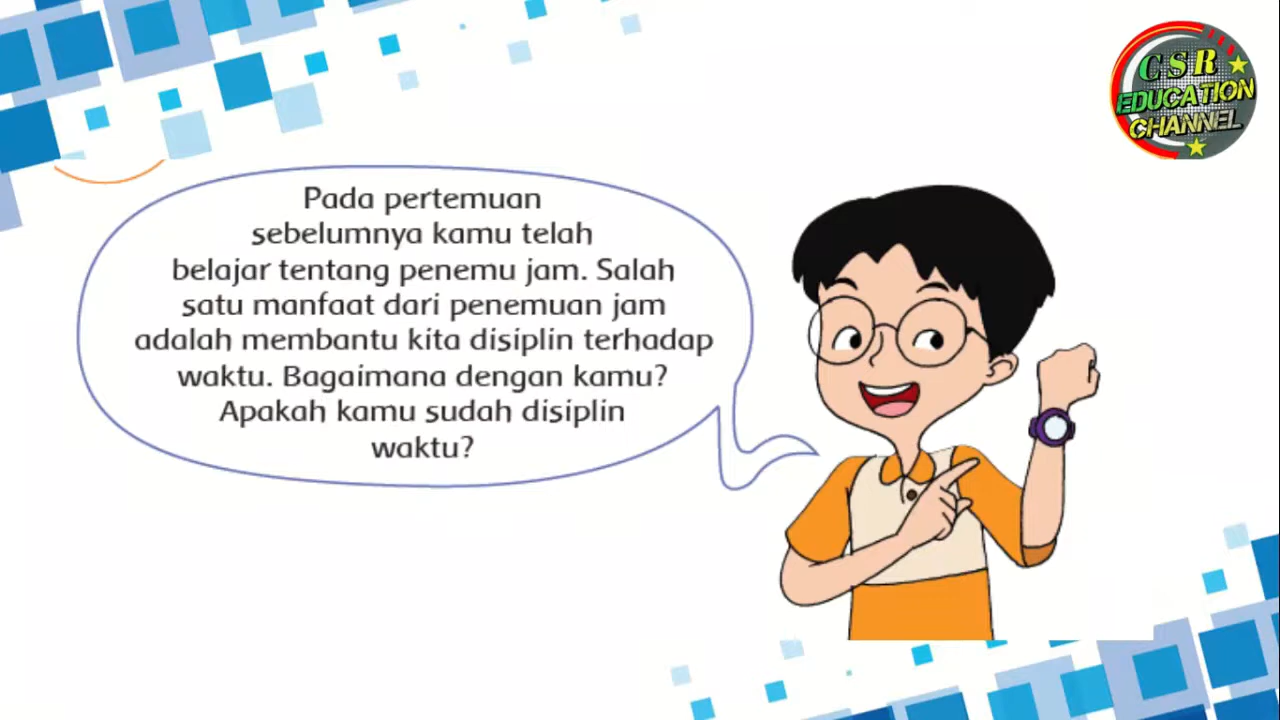 CSR
EDUCATION
CHANNEL
Pada pertemuan
sebelumnya kamu telah
belajar tentang penemu jam. Salah
satu manfaat dari penemuan jam
adalah membantu kita disiplin terhadap
waktu. Bagaimana dengan kamu?
Apakah kamu sudah disiplin
waktu?